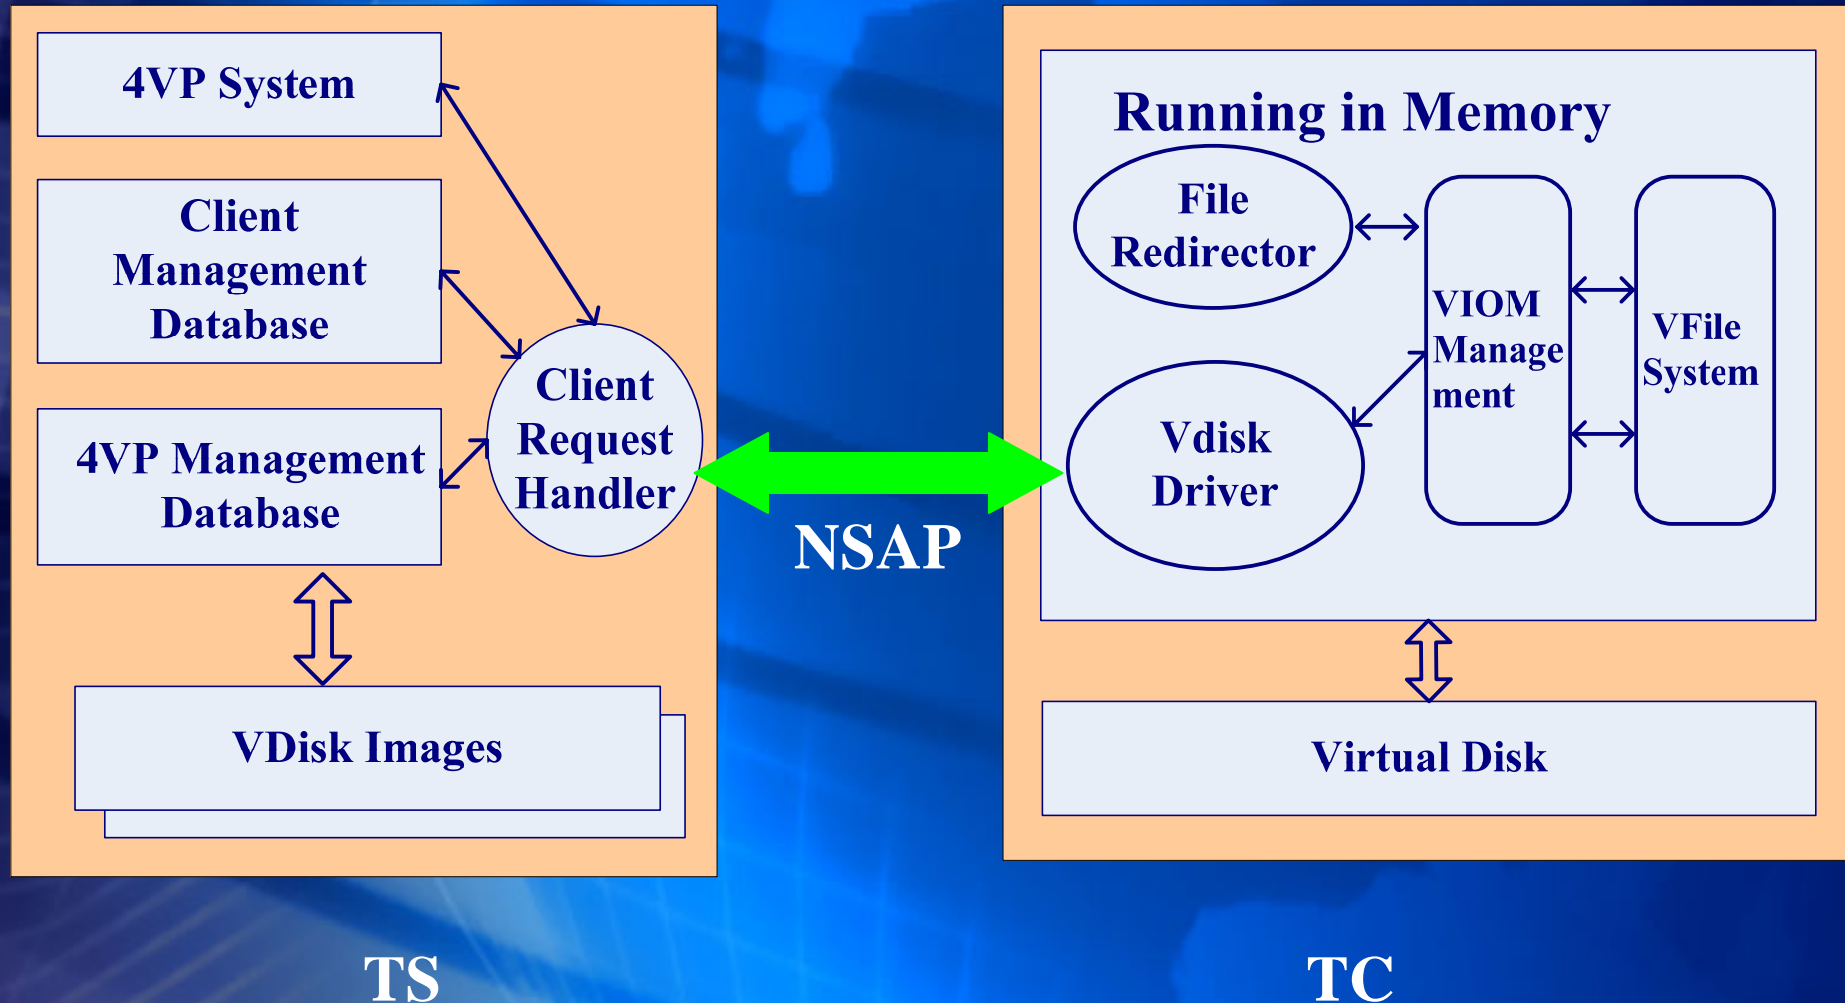 4VP System
Client
Management
Database
4VP Management
Database
Client
Request
Handler
VDisk Images
NSAP
Running in Memory
File
Redirector
Vdisk
Driver
VIOM
Manage
ment
VFile
System
Virtual Disk
TS
TC